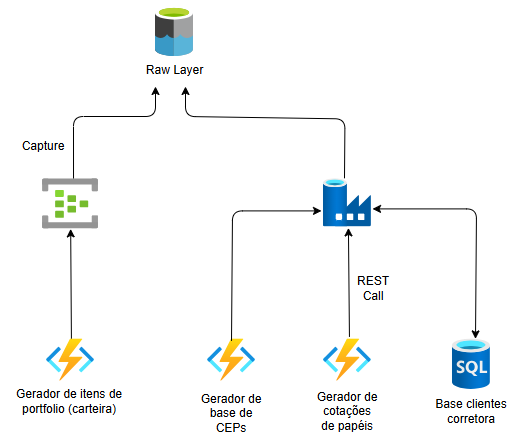 Raw Layer
Capture
REST
Call
SQL
Gerador de itens de
portfolio (carteira)
Gerador de
base de
CEPs
Gerador de
cotações
de papéis
Base clientes
corretora